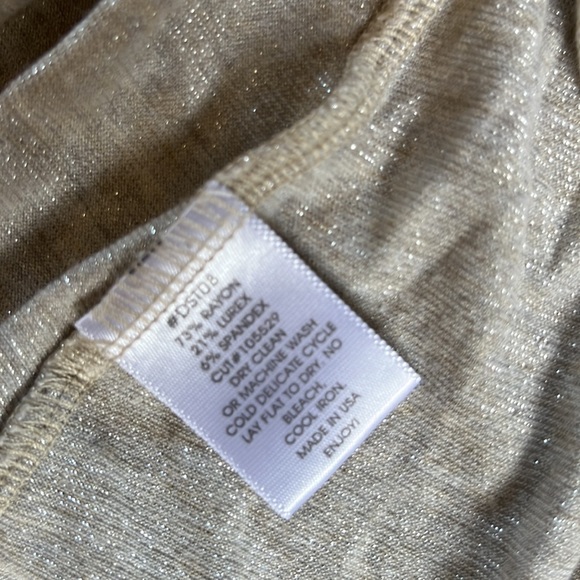 #DST08
73% RAYON
21% LUREX
6% SPANDEX
CUT#105529
DRY CLEAN
OR MACHINE WASH
COLD DELICATE CYCLE
LAY FLAT TO DRY NO
BLEACH,
COOL IRON.
MADE IN USA
ENJOY!